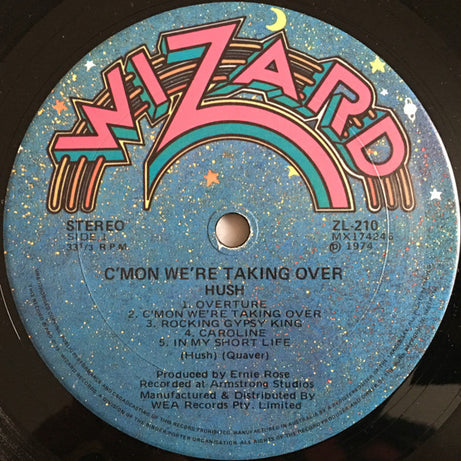 WIZARD
STEREO
SIDE 1
33 1/3 R.P.M.
ZL-210
MX174246
℗ 1974
C'MON WE'RE TAKING OVER
HUSH
1. OVERTURE
2. C'MON WE'RE TAKING OVER
3. ROCKING GYPSY KING
4. CAROLINE
5. IN MY SHORT LIFE
(Hush) (Quaver)
Produced by Ernie Rose
Recorded at Armstrong Studios
Manufactured & Distributed By
WEA Records Pty. Limited